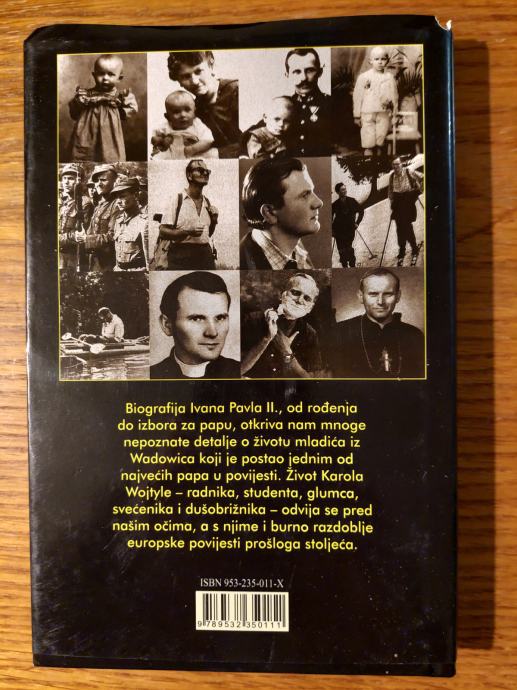 Biografija Ivana Pavla II., od rođenja
do izbora za papu, otkriva nam mnoge
nepoznate detalje o životu mladića iz
Wadowica koji je postao jednim od
najvećih papa u povijesti. Život Karola
Wojtyle – radnika, studenta, glumca,
svećenika i dušobrižnika – odvija se pred
našim očima, a s njime i burno razdoblje
europske povijesti prošloga stoljeća.
ISBN 953-235-011-X
9 789532 350111